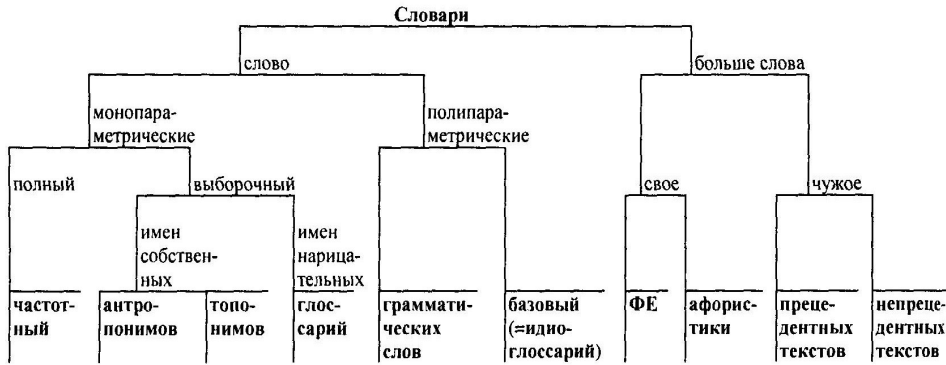 Словари
слово
больше слова
монопара-
метрические
полипара-
метрические
полный
выборочный
свое
чужое
имен
собствен-
ных
имен
нарица-
тельных
частот-
ный
антро-
понимов
топо-
нимов
глос-
сарий
граммати-
ческих
слов
базовый
(=идио-
глоссарий)
ФЕ
афорис-
тики
преце-
дентных
текстов
непреце-
дентных
текстов